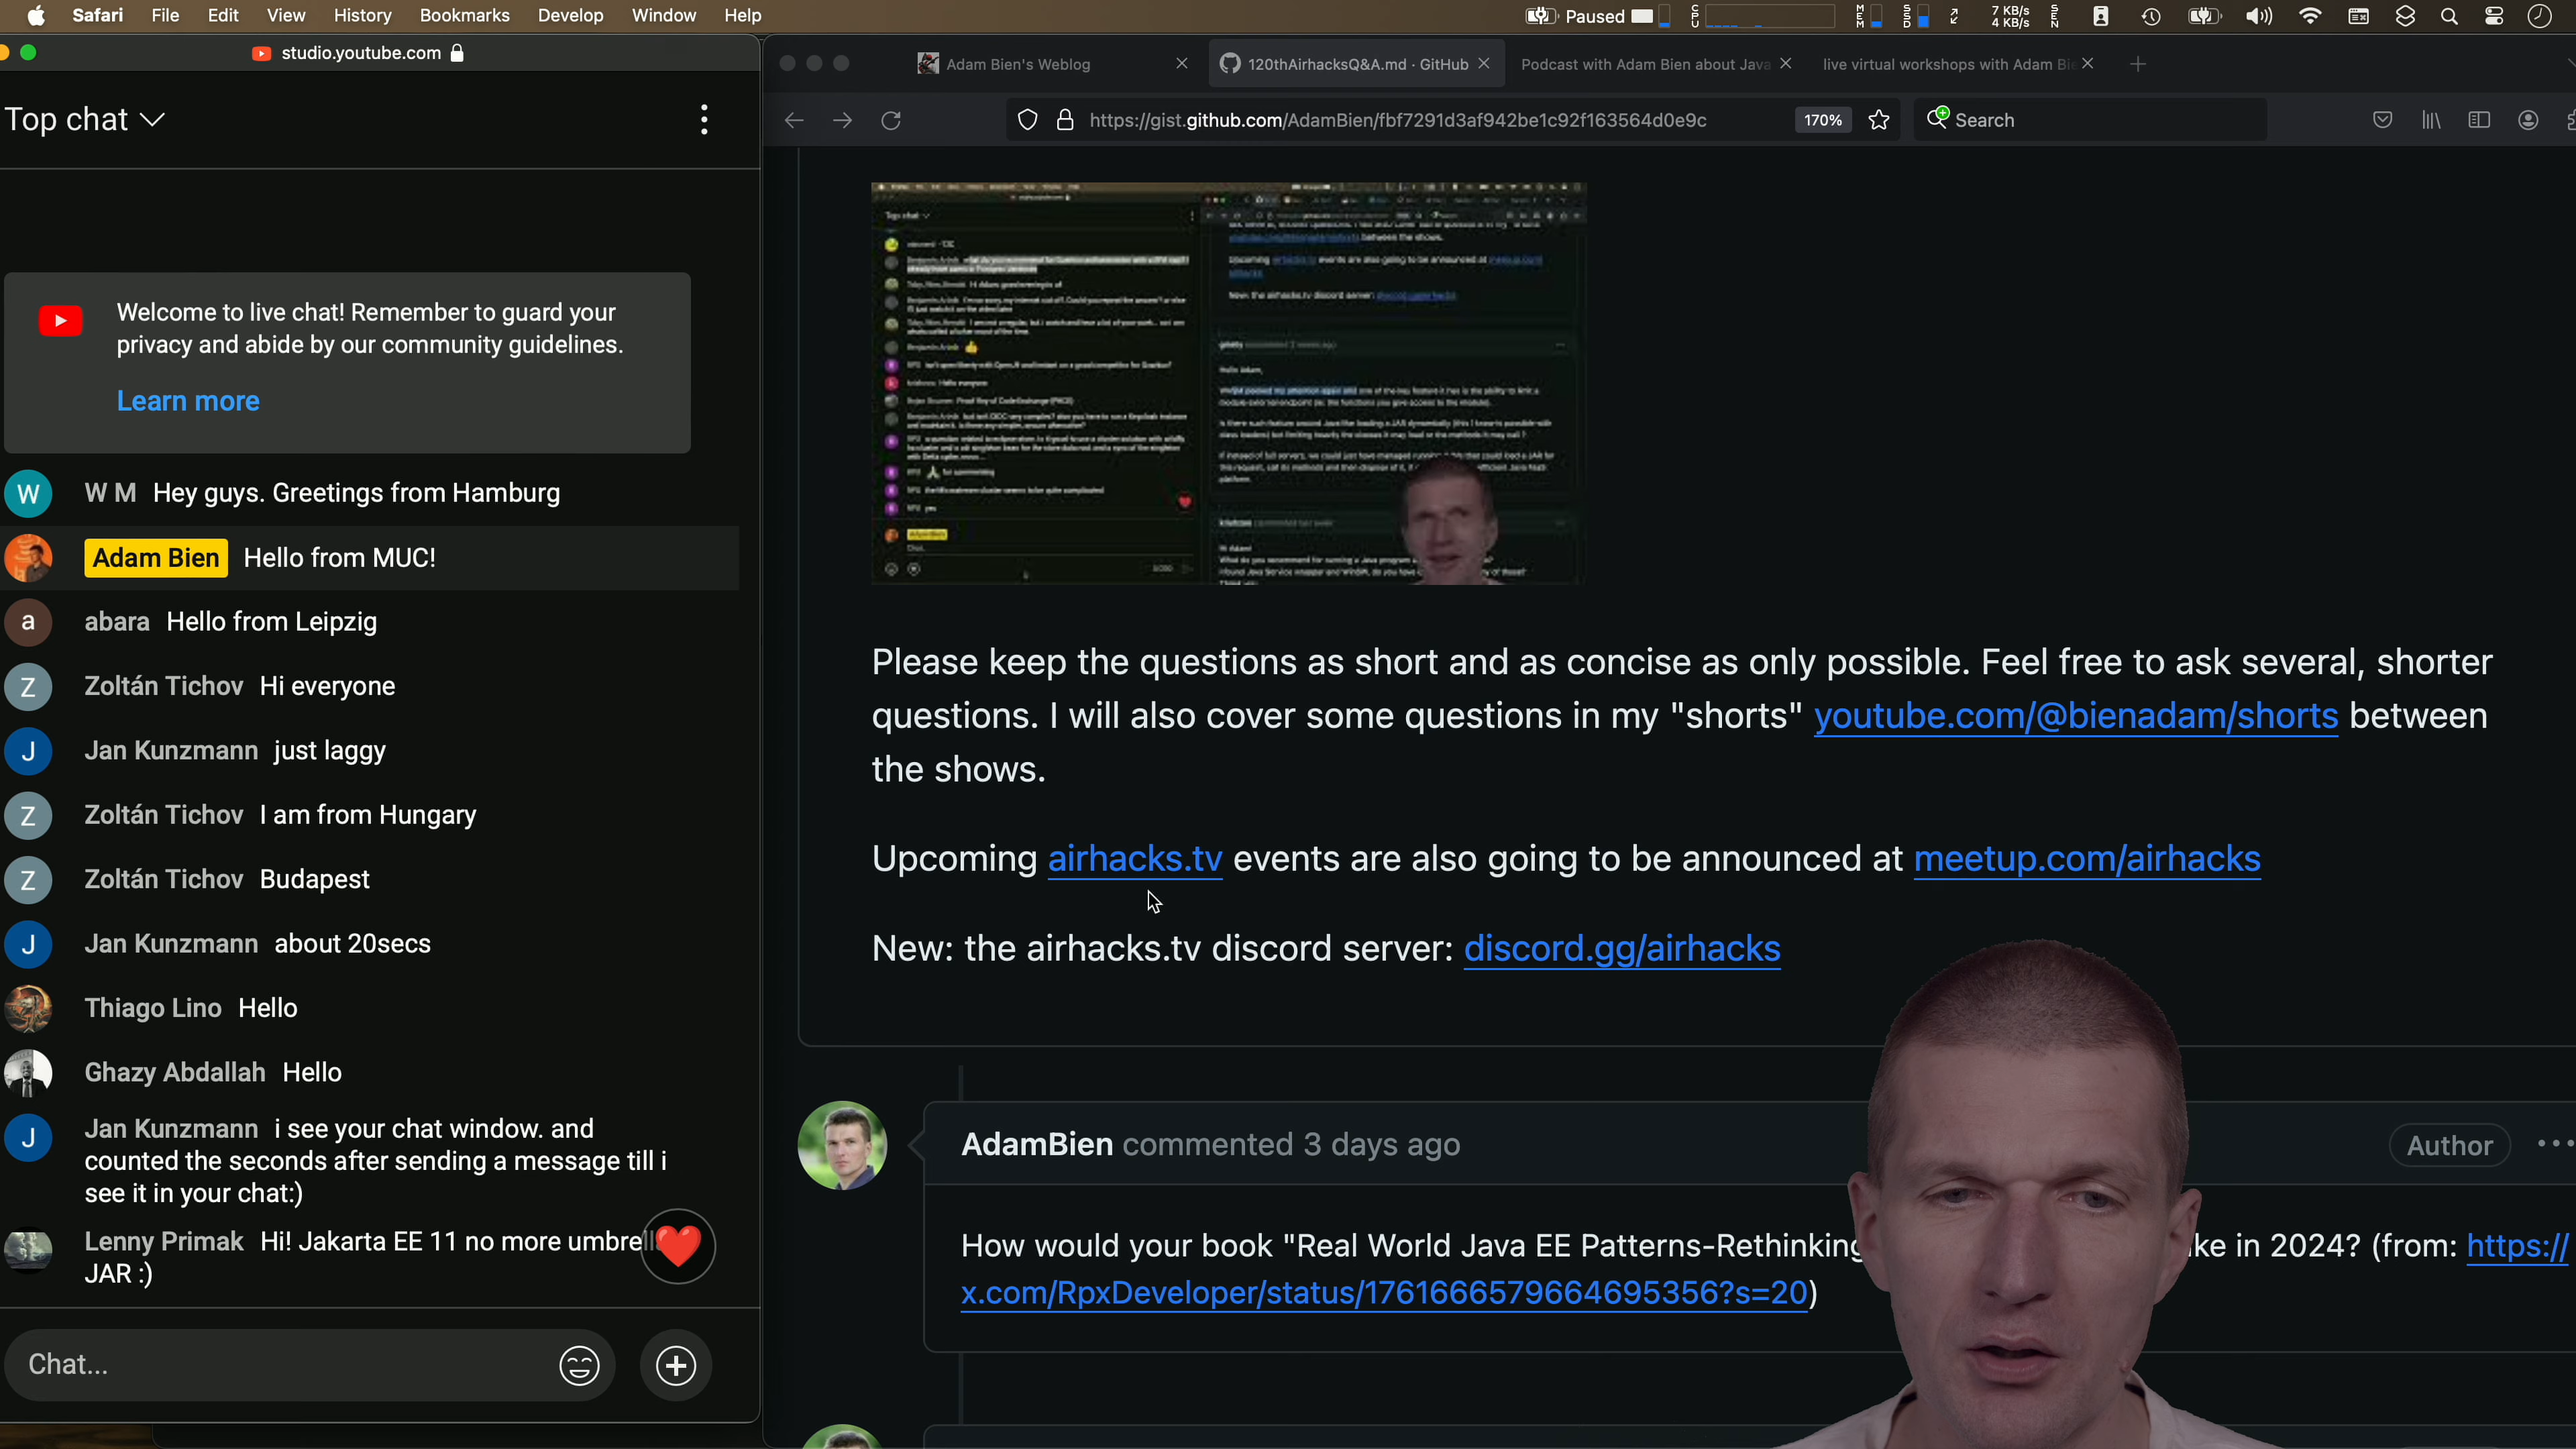 Safari File Edit View History Bookmarks Develop Window Help
Paused CPU MEM SSD 7 KB/s 4 KB/s SEN
studio.youtube.com
Adam Bien's Weblog
120thAirhacksQ&A.md · GitHub
Podcast with Adam Bien about Java
live virtual workshops with Adam Bie
https://gist.github.com/AdamBien/fbf7291d3af942be1c92f163564d0e9c
170%
Search
Top chat
Welcome to live chat! Remember to guard your
privacy and abide by our community guidelines.
Learn more
W M Hey guys. Greetings from Hamburg
Adam Bien Hello from MUC!
abara Hello from Leipzig
Zoltán Tichov Hi everyone
Jan Kunzmann just laggy
Zoltán Tichov I am from Hungary
Zoltán Tichov Budapest
Jan Kunzmann about 20secs
Thiago Lino Hello
Ghazy Abdallah Hello
Jan Kunzmann i see your chat window. and
counted the seconds after sending a message till i
see it in your chat:)
Lenny Primak Hi! Jakarta EE 11 no more
JAR :)
Chat...
Please keep the questions as short and as concise as only possible. Feel free to ask several, shorter
questions. I will also cover some questions in my "shorts" youtube.com/@bienadam/shorts between
the shows.
Upcoming airhacks.tv events are also going to be announced at meetup.com/airhacks
New: the airhacks.tv discord server: discord.gg/airhacks
AdamBien commented 3 days ago
Author
How would your book "Real World Java EE Patterns-Rethinking ke in 2024? (from: https://
x.com/RpxDeveloper/status/1761666579664695356?s=20)